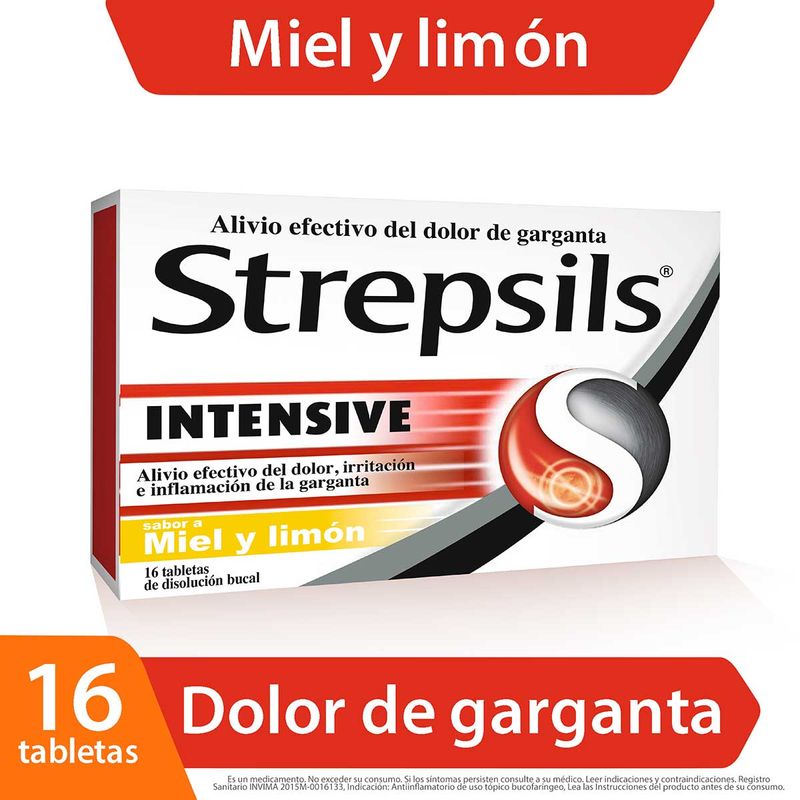 Miel y limón
Alivio efectivo del dolor de garganta
Strepsils®
INTENSIVE
Alivio efectivo del dolor, irritación
e inflamación de la garganta
sabor a
Miel y limón
16 tabletas
de disolución bucal
16
tabletas
Dolor de garganta
Es un medicamento. No exceder su consumo. Si los síntomas persisten consulte a su médico. Leer indicaciones y contraindicaciones. Registro
Sanitario INVIMA 2015M-0016133, Indicación: Antiinflamatorio de uso tópico bucofaríngeo, Lea las Instrucciones del producto antes de su consumo.